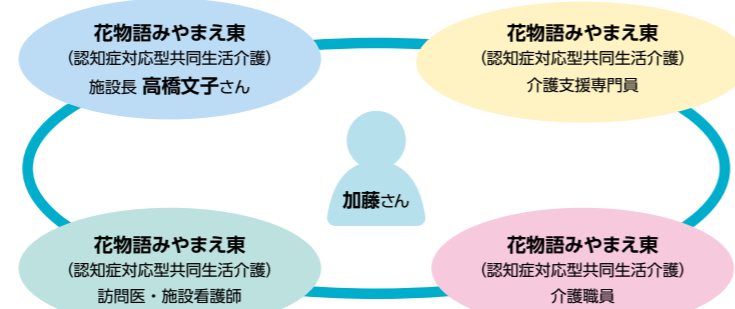 花物語みやまえ東
(認知症対応型共同生活介護)
施設長 高橋文子さん
花物語みやまえ東
(認知症対応型共同生活介護)
介護支援専門員
加藤さん
花物語みやまえ東
(認知症対応型共同生活介護)
訪問医・施設看護師
花物語みやまえ東
(認知症対応型共同生活介護)
介護職員